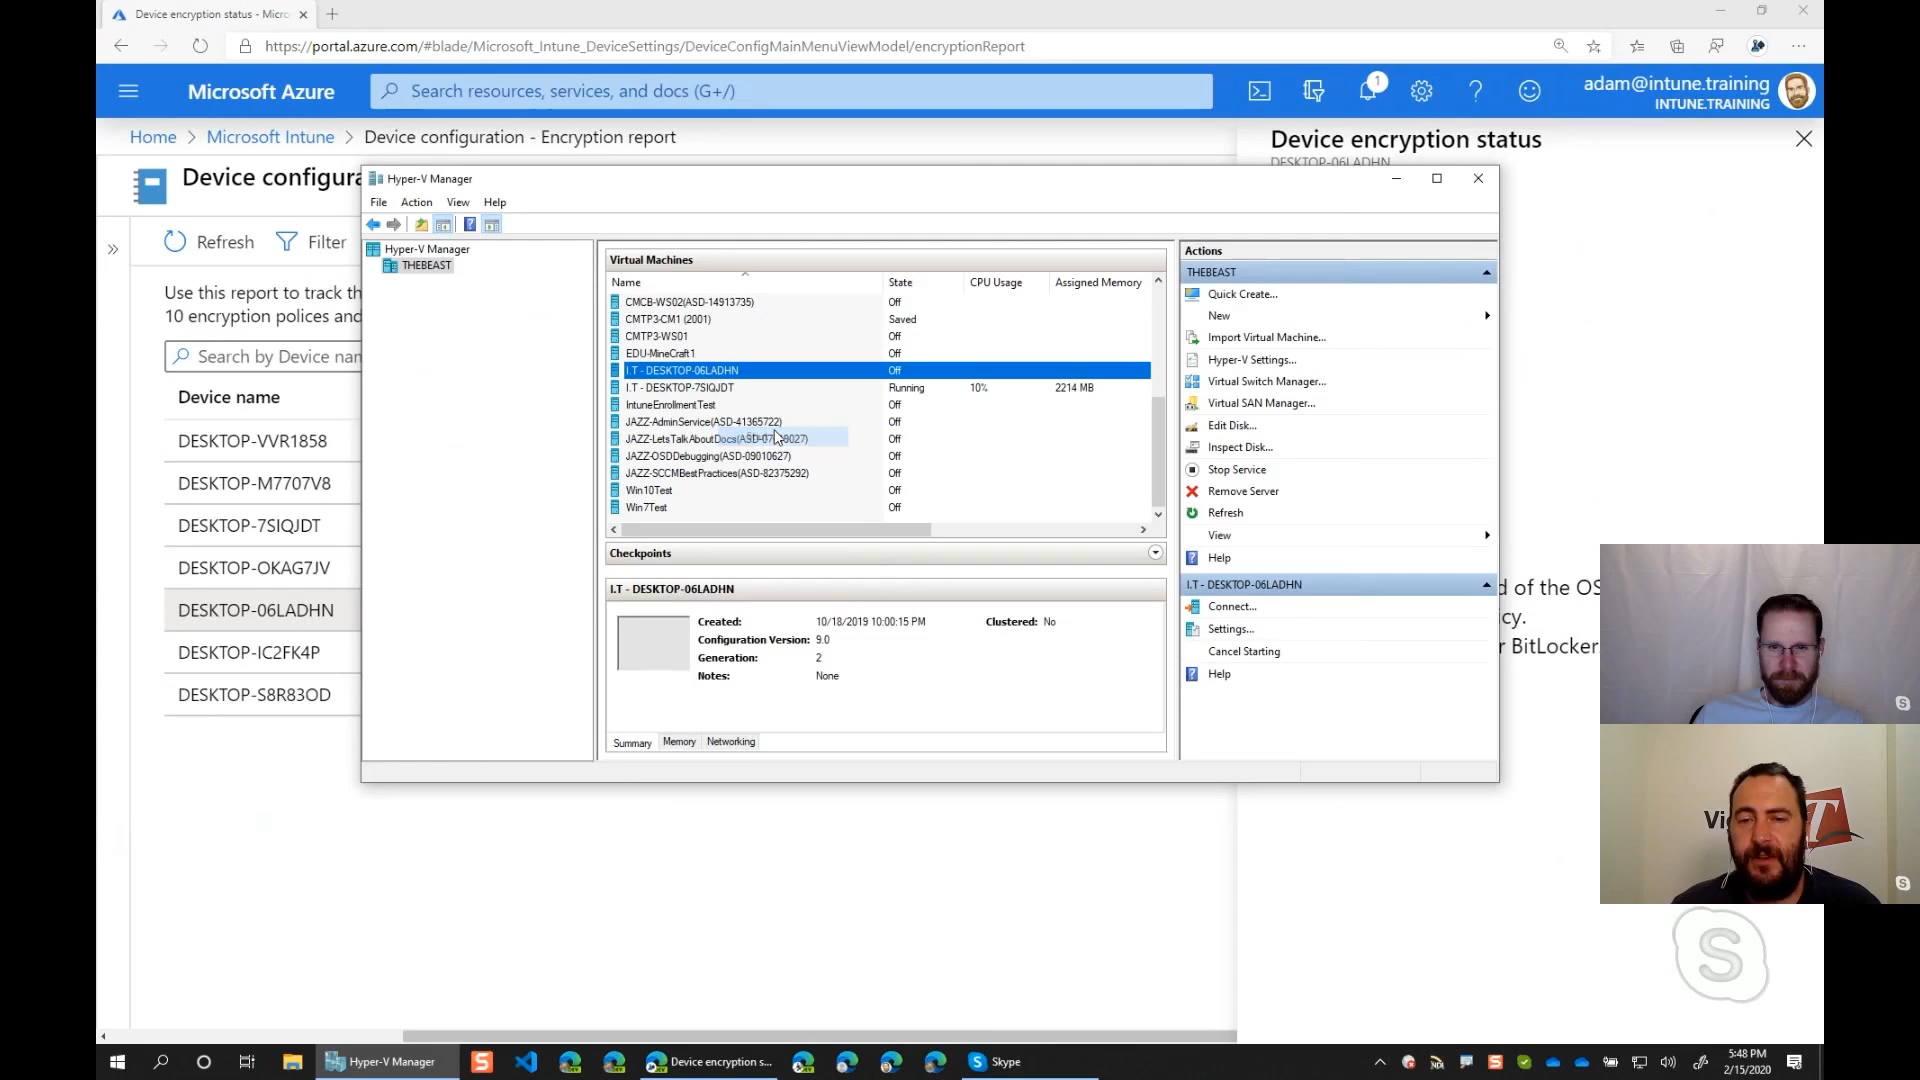 Device encryption status - Micro
https://portal.azure.com/#blade/Microsoft_Intune_DeviceSettings/DeviceConfigMainMenuViewModel/encryptionReport
Microsoft Azure
Search resources, services, and docs (G+/)
1
adam@intune.training
INTUNE.TRAINING
Home > Microsoft Intune > Device configuration - Encryption report
Device encryption status
DESKTOP-06LADHN
Device configura
Refresh
Filter
Use this report to track th
10 encryption polices and
Search by Device nan
Device name
DESKTOP-VVR1858
DESKTOP-M7707V8
DESKTOP-7SIQJDT
DESKTOP-OKAG7JV
DESKTOP-06LADHN
DESKTOP-IC2FK4P
DESKTOP-S8R83OD
Hyper-V Manager
File Action View Help
Hyper-V Manager
THEBEAST
Virtual Machines
Name State CPU Usage Assigned Memory
CMCB-WS02(ASD-14913735) Off
CMTP3-CM1 (2001) Saved
CMTP3-WS01 Off
EDU-MineCraft1 Off
I.T - DESKTOP-06LADHN Off
I.T - DESKTOP-7SIQJDT Running 10% 2214 MB
IntuneEnrollmentTest Off
JAZZ-AdminService(ASD-41365722) Off
JAZZ-LetsTalkAboutDocs Off
JAZZ-OSDDebugging(ASD-09010627) Off
JAZZ-SCCMBestPractices(ASD-82375292) Off
Win10Test Off
Win7Test Off
Checkpoints
I.T - DESKTOP-06LADHN
Created: 10/18/2019 10:00:15 PM Clustered: No
Configuration Version: 9.0
Generation: 2
Notes: None
Summary Memory Networking
Actions
THEBEAST
Quick Create...
New
Import Virtual Machine...
Hyper-V Settings...
Virtual Switch Manager...
Virtual SAN Manager...
Edit Disk...
Inspect Disk...
Stop Service
Remove Server
Refresh
View
Help
I.T - DESKTOP-06LADHN
Connect...
Settings...
Cancel Starting
Help
d of the OS
cy.
r BitLocker.
Vi
T
S
S
S
Hyper-V Manager
Device encryption s...
Skype
5:48 PM
2/15/2020